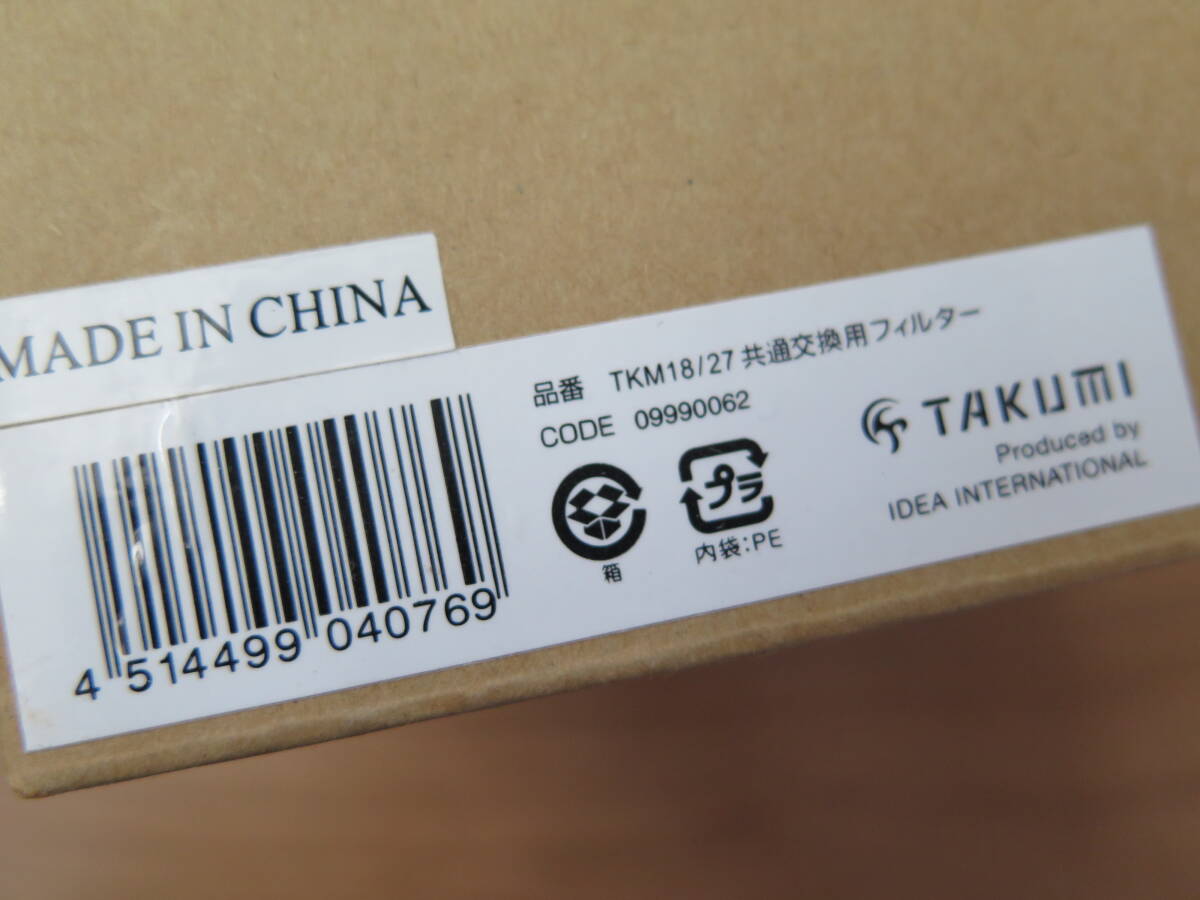 MADE IN CHINA
品番 TKM18/27 共通交換用フィルター
CODE 09990062
プラ
箱
内袋:PE
TAKUMI
Produced by
IDEA INTERNATIONAL
4 514499 040769